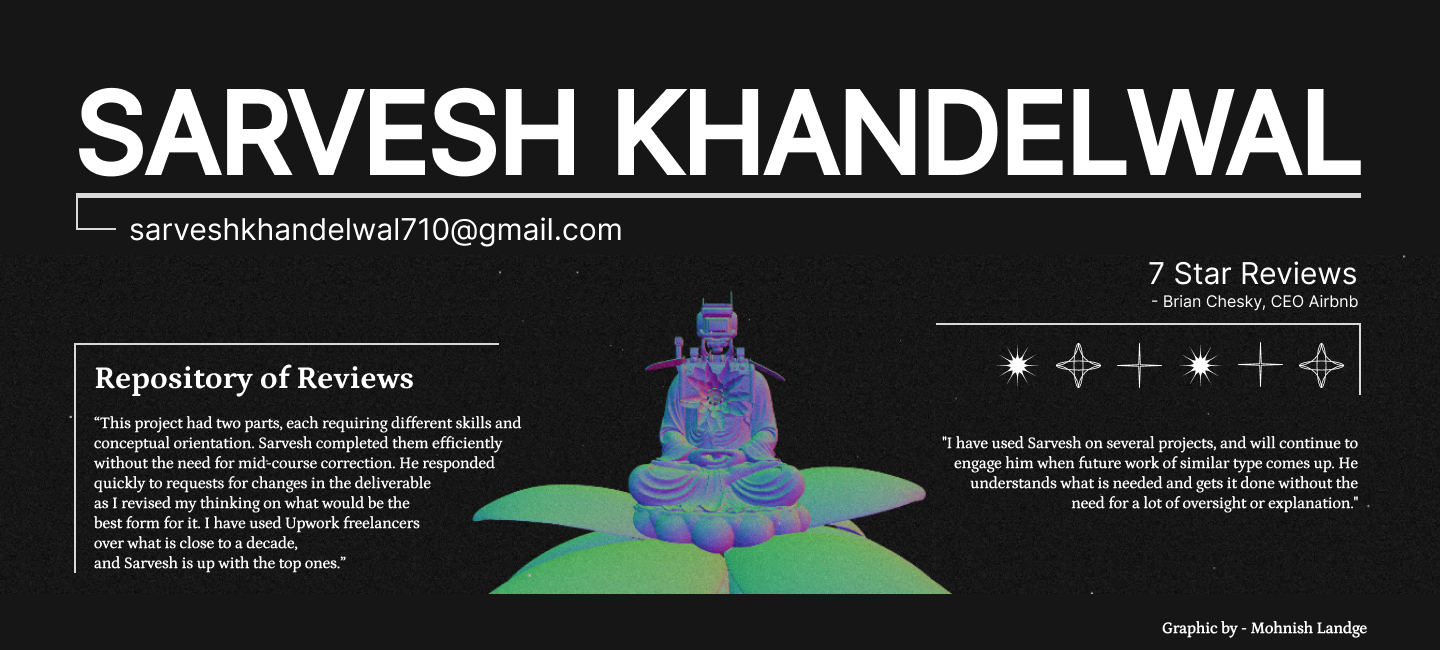 SARVESH KHANDELWAL
sarveshkhandelwal710@gmail.com
7 Star Reviews
- Brian Chesky, CEO Airbnb
Repository of Reviews
“This project had two parts, each requiring different skills and
conceptual orientation. Sarvesh completed them efficiently
without the need for mid-course correction. He responded
quickly to requests for changes in the deliverable
as I revised my thinking on what would be the
best form for it. I have used Upwork freelancers
over what is close to a decade,
and Sarvesh is up with the top ones.”
"I have used Sarvesh on several projects, and will continue to
engage him when future work of similar type comes up. He
understands what is needed and gets it done without the
need for a lot of oversight or explanation."
Graphic by - Mohnish Landge